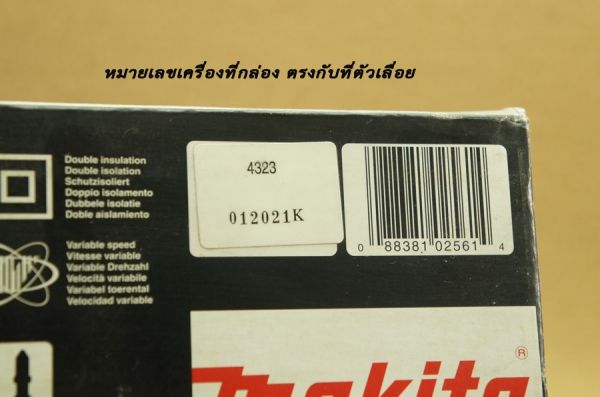 หมายเลขเครื่องที่กล่อง ตรงกับที่ตัวเลื่อย
Double insulation
Double isolation
Schutzisoliert
Doppio isolamento
Dubbele isolatie
Doble aislamiento
4323
012021K
0 88381 02561 4
Variable speed
Vitesse variable
Variable Drehzahl
Velocità variabile
Variabel toerental
Velocidad variable
makita ®